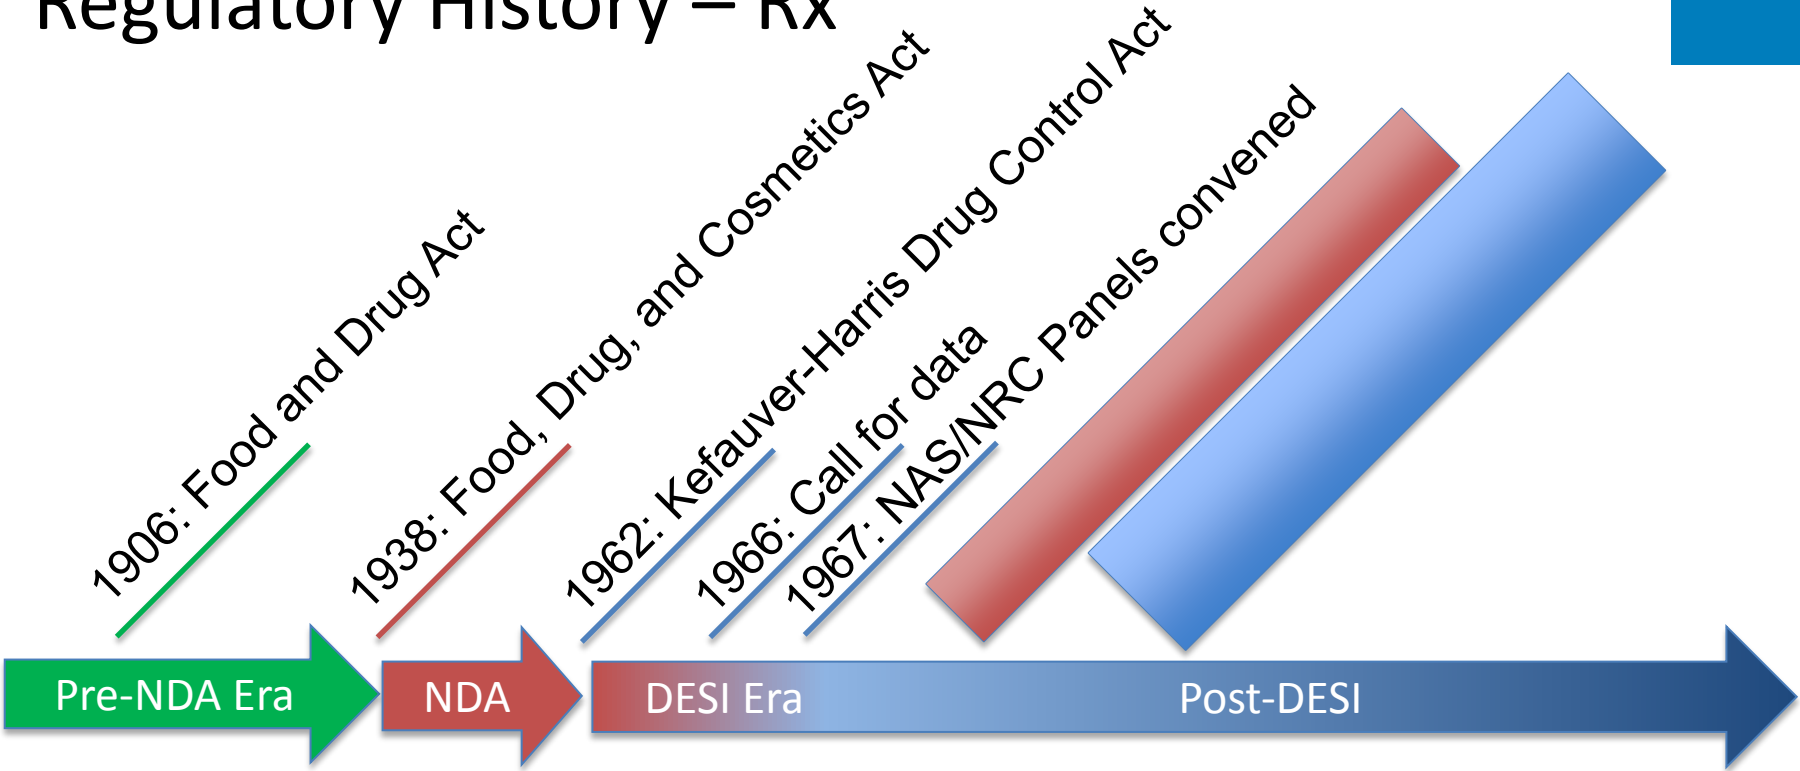 Regulatory History – Rx
1906: Food and Drug Act
1938: Food, Drug, and Cosmetics Act
1962: Kefauver-Harris Drug Control Act
1966: Call for data
1967: NAS/NRC Panels convened
Pre-NDA Era
NDA
DESI Era
Post-DESI